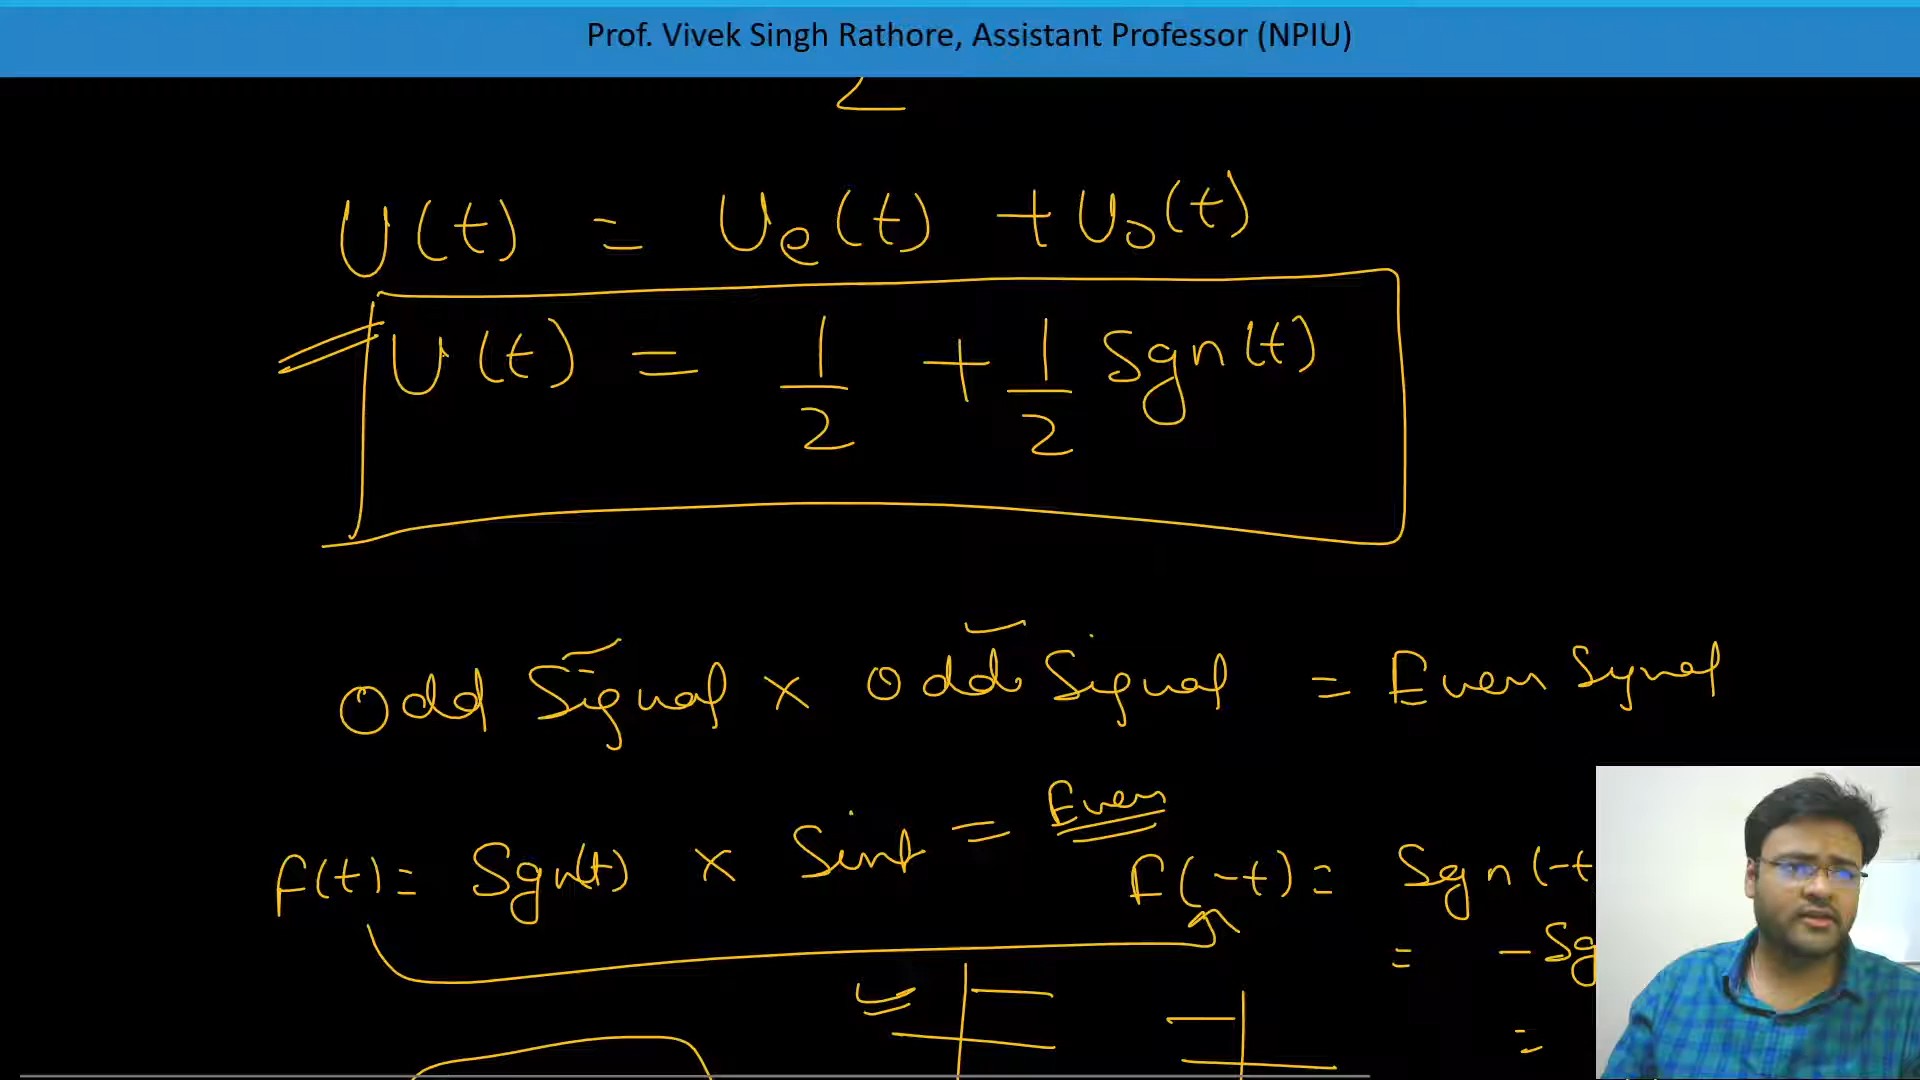 Prof. Vivek Singh Rathore, Assistant Professor (NPIU)
2
U(t) = Ue(t) + Uo(t)
U(t) = 1/2 + 1/2 Sgn(t)
Odd Signal × Odd Signal = Even Signal
f(t) = Sgn(t) × Sint = Even
f(-t) = Sgn(-t
= -Sg
=